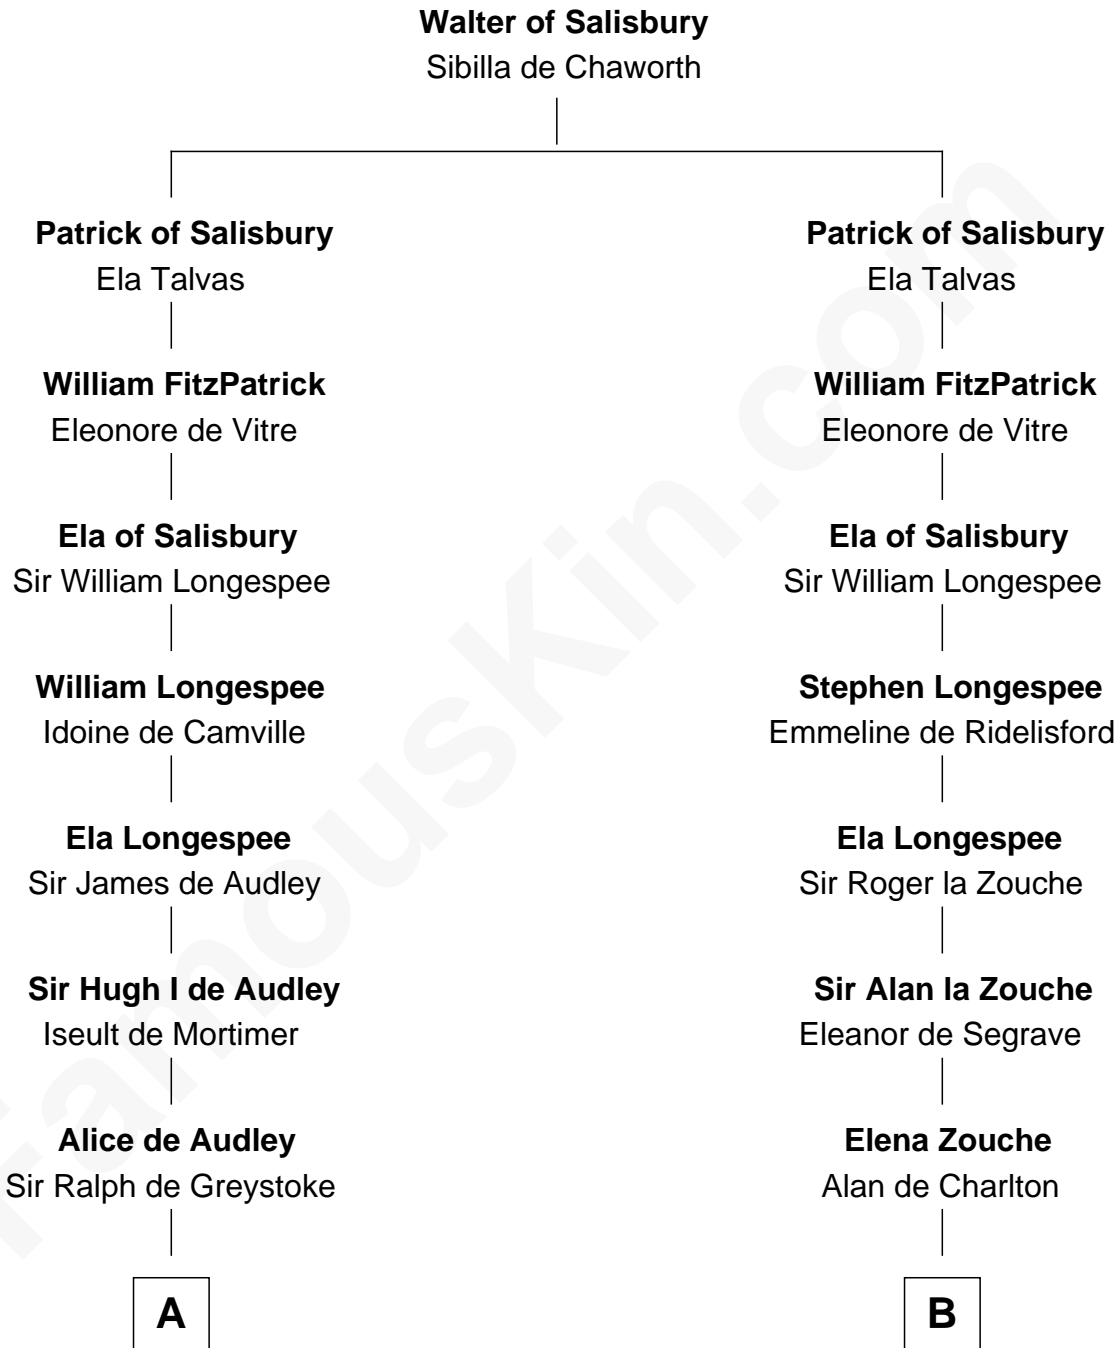 Walter of Salisbury
Sibilla de Chaworth
Patrick of Salisbury
Ela Talvas
William FitzPatrick
Eleonore de Vitre
Ela of Salisbury
Sir William Longespee
William Longespee
Idoine de Camville
Ela Longespee
Sir James de Audley
Sir Hugh I de Audley
Iseult de Mortimer
Alice de Audley
Sir Ralph de Greystoke
A
Patrick of Salisbury
Ela Talvas
William FitzPatrick
Eleonore de Vitre
Ela of Salisbury
Sir William Longespee
Stephen Longespee
Emmeline de Ridelisford
Ela Longespee
Sir Roger la Zouche
Sir Alan la Zouche
Eleanor de Segrave
Elena Zouche
Alan de Charlton
B
FamousKin.com